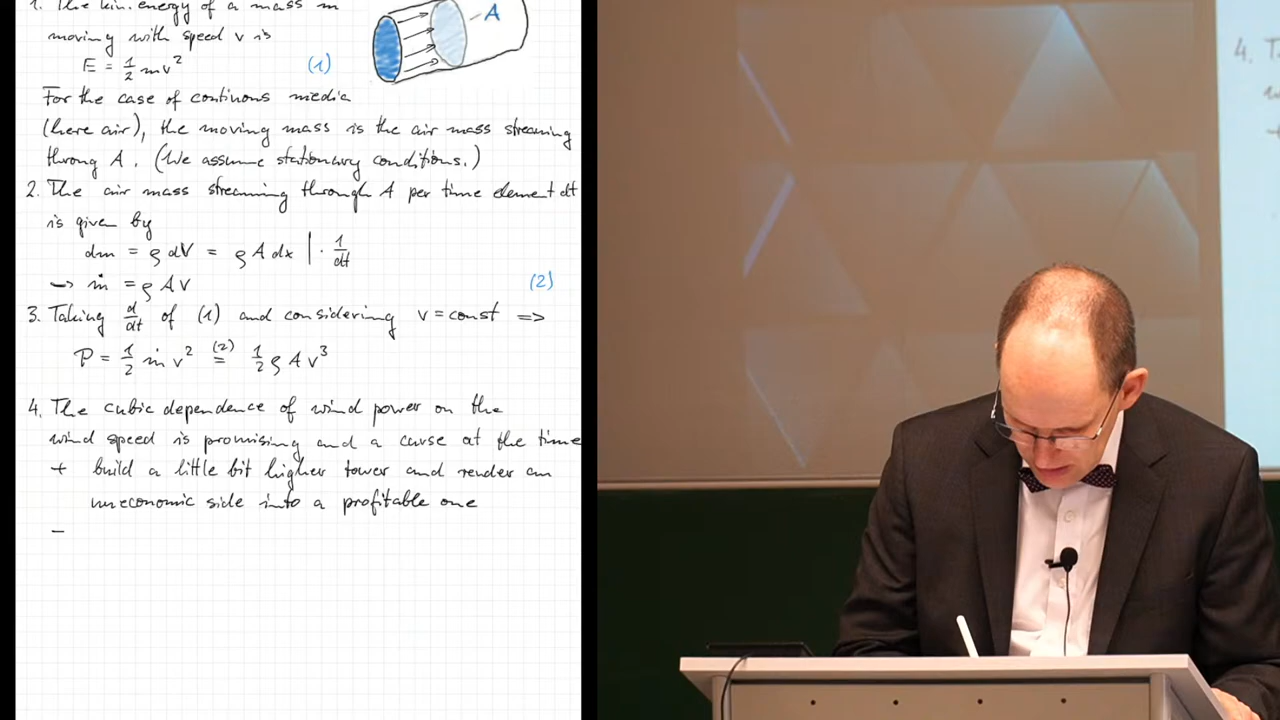 1. The kin. energy of a mass m
moving with speed v is
E = 1/2 mv² (1)
A
For the case of continous media
(here air), the moving mass is the air mass streaming
throug A. (We assume stationary conditions.)
2. The air mass streaming through A per time element dt
is given by
dm = ρ dV = ρ A dx | · 1/dt
→ ṁ = ρ A v (2)
3. Taking d/dt of (1) and considering v = const ⇒
P = 1/2 ṁ v² (2)= 1/2 ρ A v³
4. The cubic dependence of wind power on the
wind speed is promising and a curse at the time
+ build a little bit higher tower and render an
uneconomic side into a profitable one
–
4. T